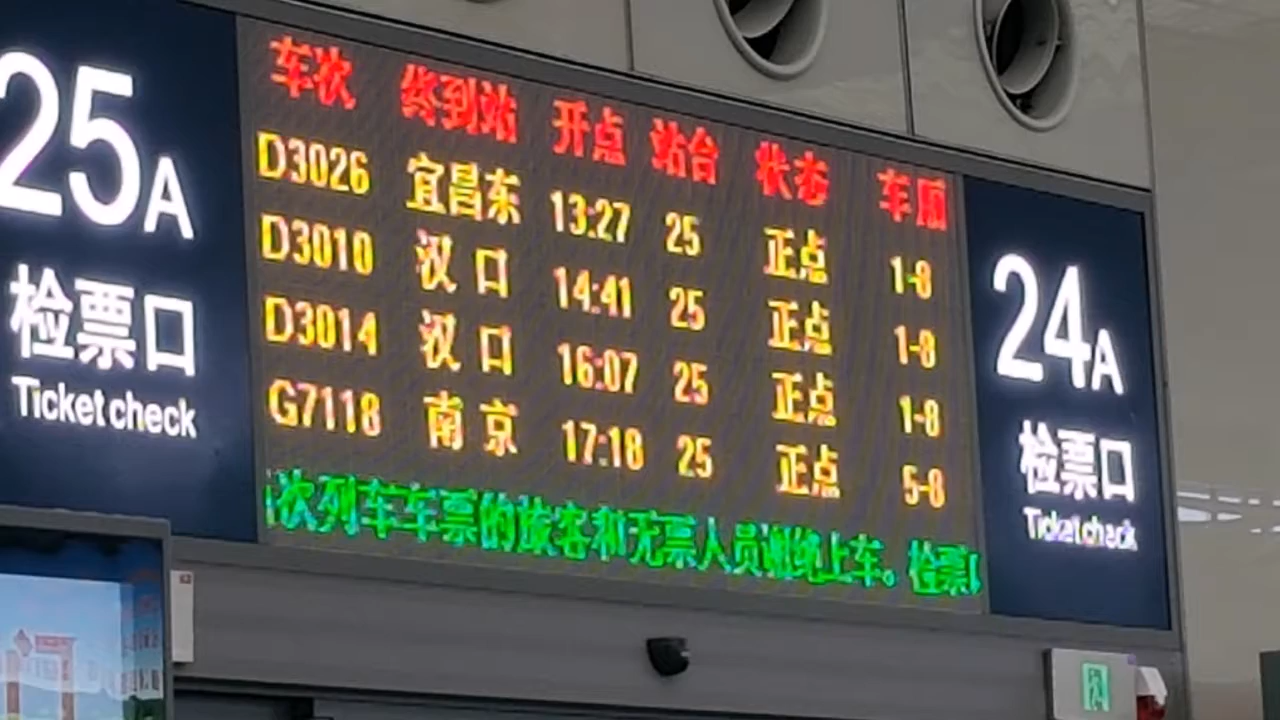 25A
检票口
Ticket check
车次 终到站 开点 站台 状态 车厢
D3026 宜昌东 13:27 25 正点 1-8
D3010 汉口 14:41 25 正点 1-8
D3014 汉口 16:07 25 正点 1-8
G7118 南京 17:18 25 正点 5-8
次列车车票的旅客和无票人员谢绝上车。检票
24A
检票口
Ticket check